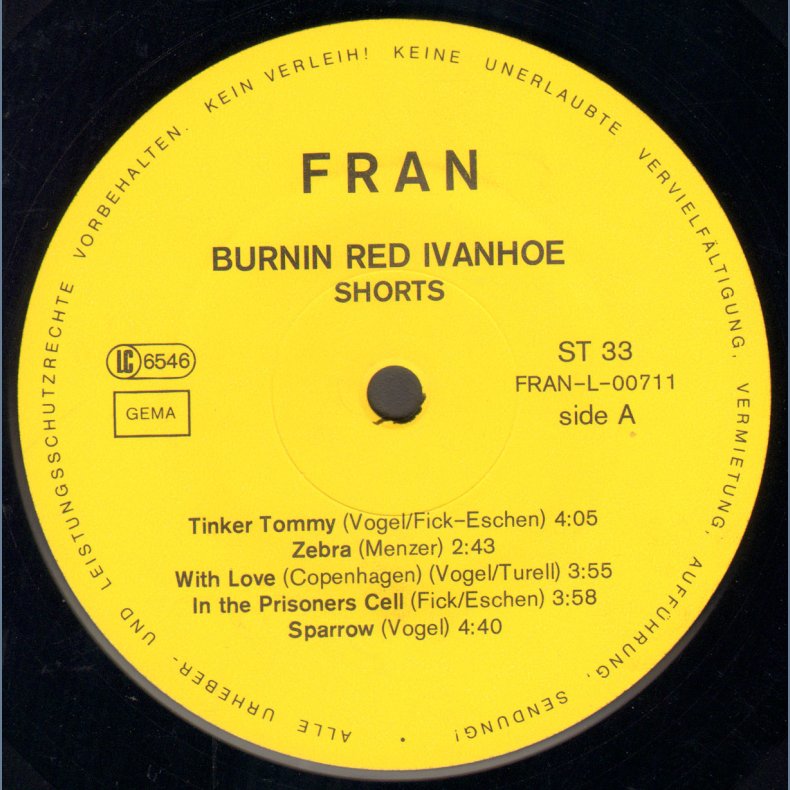 ALLE URHEBER- UND LEISTUNGSSCHUTZRECHTE VORBEHALTEN. KEIN VERLEIH! KEINE UNERLAUBTE VERVIELFÄLTIGUNG, VERMIETUNG, AUFFÜHRUNG, SENDUNG!
FRAN
BURNIN RED IVANHOE
SHORTS
LC 6546
GEMA
ST 33
FRAN-L-00711
side A
Tinker Tommy (Vogel/Fick-Eschen) 4:05
Zebra (Menzer) 2:43
With Love (Copenhagen) (Vogel/Turell) 3:55
In the Prisoners Cell (Fick/Eschen) 3:58
Sparrow (Vogel) 4:40